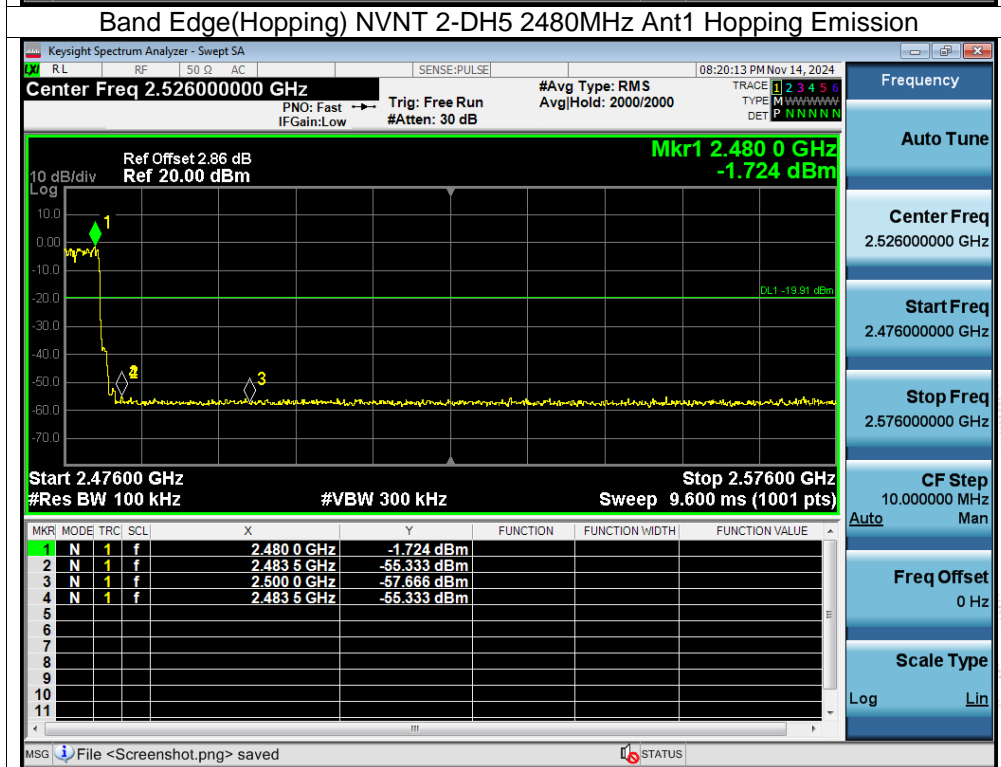 Band Edge(Hopping) NVNT 2-DH5 2480MHz Ant1 Hopping Emission
Keysight Spectrum Analyzer - Swept SA
LXI RL RF 50 Ω AC SENSE:PULSE 08:20:13 PM Nov 14, 2024
Center Freq 2.526000000 GHz #Avg Type: RMS TRACE 1 2 3 4 5 6
PNO: Fast Trig: Free Run Avg|Hold: 2000/2000 TYPE M WWWWW
IFGain:Low #Atten: 30 dB DET P NNNNN
Frequency
Auto Tune
Center Freq
2.526000000 GHz
Start Freq
2.476000000 GHz
Stop Freq
2.576000000 GHz
CF Step
10.000000 MHz
Auto Man
Freq Offset
0 Hz
Scale Type
Log Lin
Ref Offset 2.86 dB Mkr1 2.480 0 GHz
10 dB/div Ref 20.00 dBm -1.724 dBm
Log
10.0
0.00
-10.0
-20.0
-30.0
-40.0
-50.0
-60.0
-70.0
1
DL1 -19.91 dBm
3
Start 2.47600 GHz Stop 2.57600 GHz
#Res BW 100 kHz #VBW 300 kHz Sweep 9.600 ms (1001 pts)
MKR MODE TRC SCL X Y FUNCTION FUNCTION WIDTH FUNCTION VALUE
1 N 1 f 2.480 0 GHz -1.724 dBm
2 N 1 f 2.483 5 GHz -55.333 dBm
3 N 1 f 2.500 0 GHz -57.666 dBm
4 N 1 f 2.483 5 GHz -55.333 dBm
5
6
7
8
9
10
11
MSG File <Screenshot.png> saved STATUS